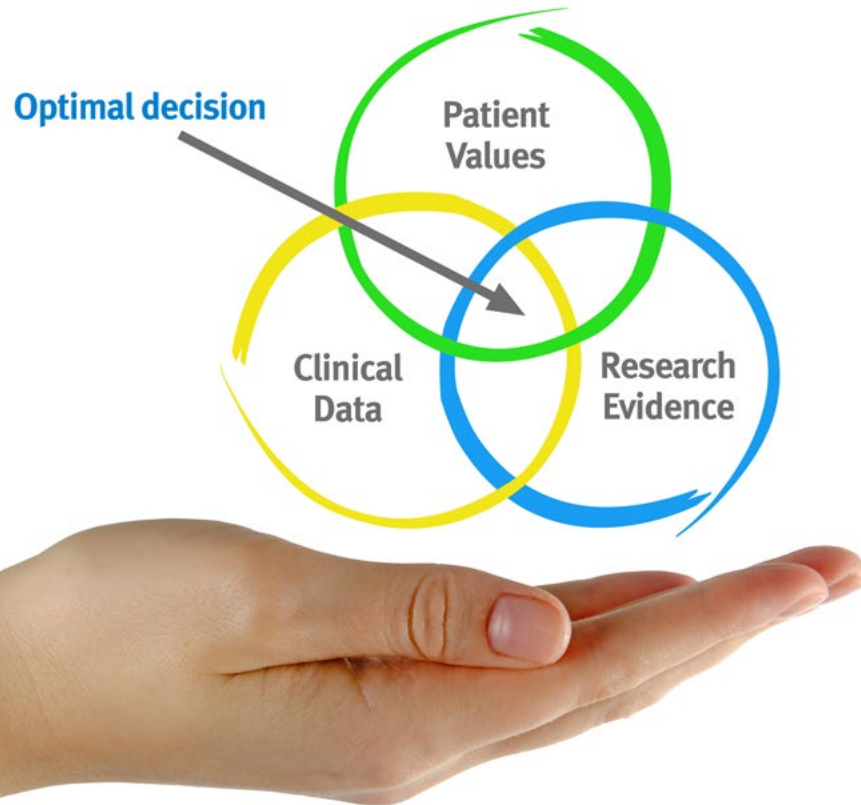 Optimal decision
Patient
Values
Clinical
Data
Research
Evidence